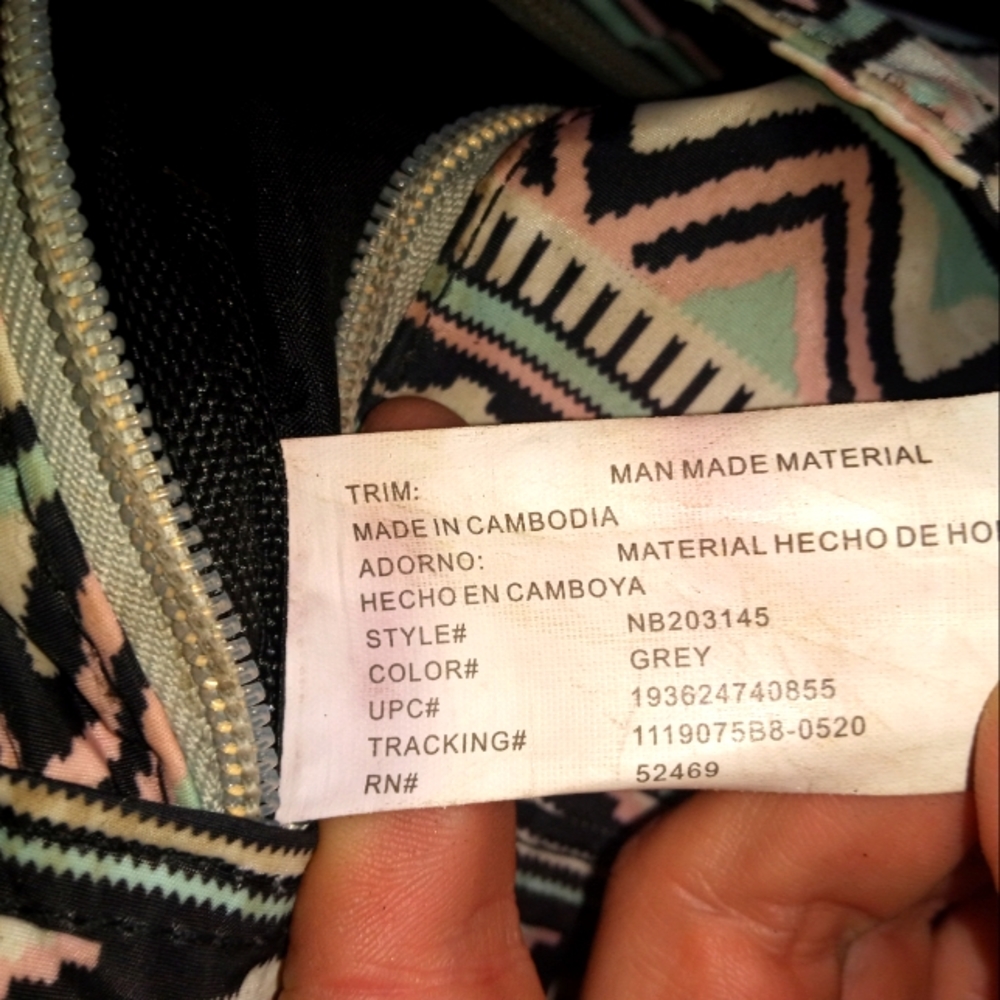 TRIM: MAN MADE MATERIAL
MADE IN CAMBODIA
ADORNO: MATERIAL HECHO DE HO
HECHO EN CAMBOYA
STYLE# NB203145
COLOR# GREY
UPC# 193624740855
TRACKING# 1119075B8-0520
RN# 52469